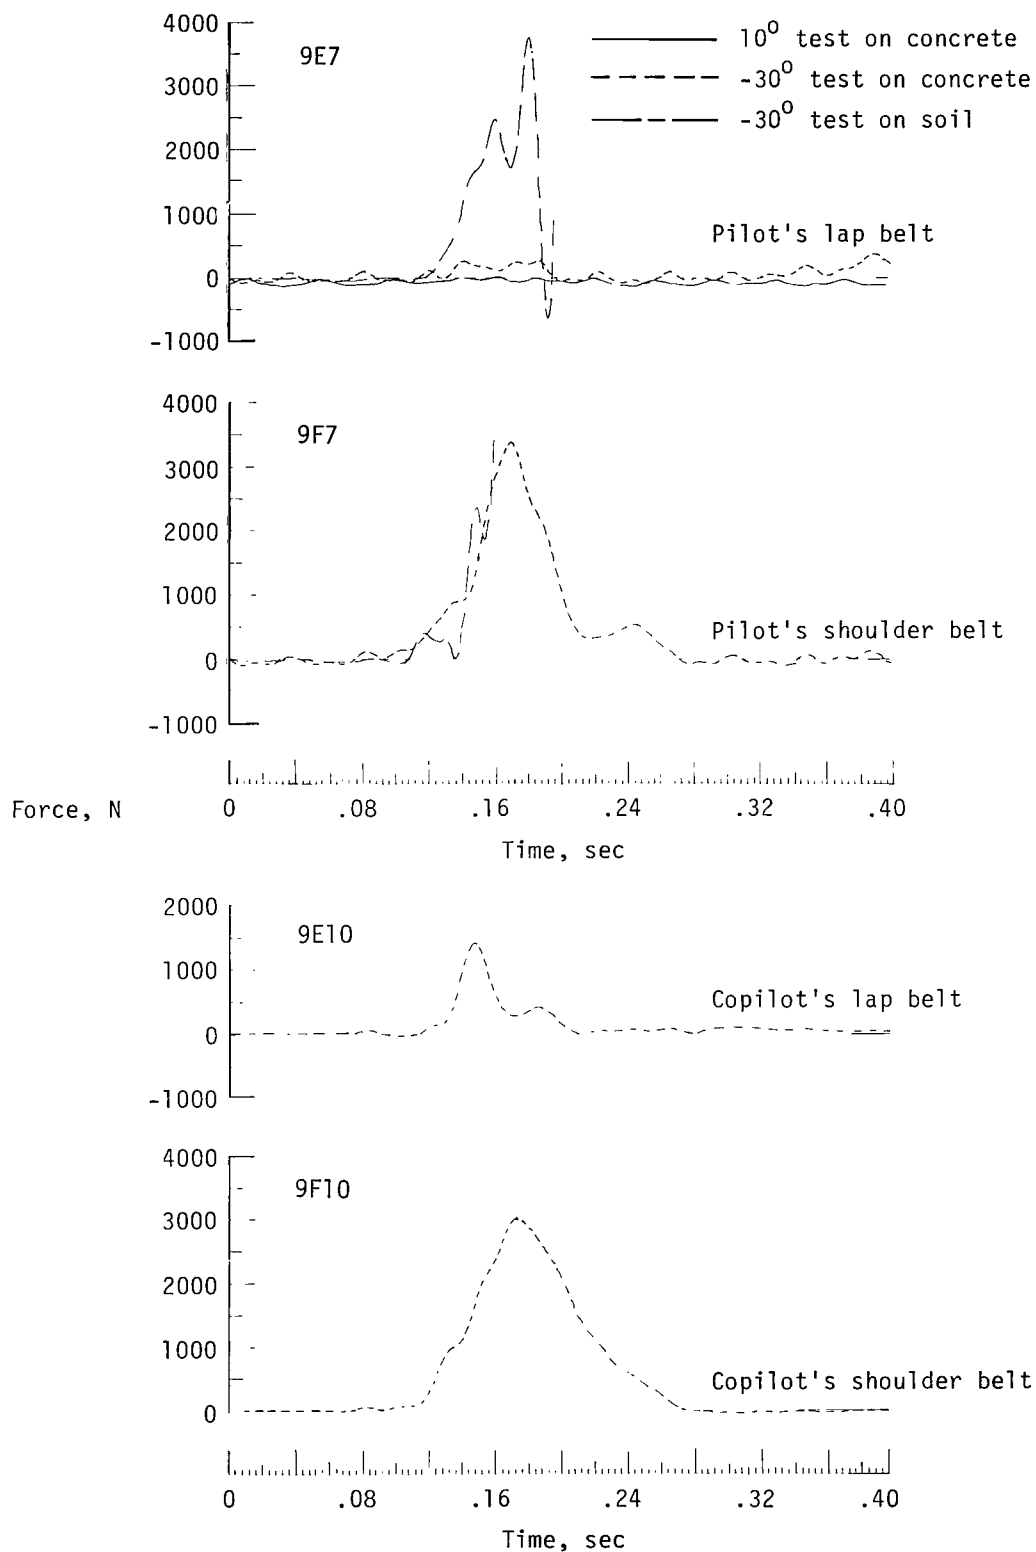 4000
9E7
10⁰ test on concrete
3000
-30⁰ test on concrete
-30⁰ test on soil
2000
1000
Pilot's lap belt
0
-1000
4000
9F7
3000
2000
1000
Pilot's shoulder belt
0
-1000
Force, N
0 .08 .16 .24 .32 .40
Time, sec
2000
9E10
1000
Copilot's lap belt
0
-1000
4000
9F10
3000
2000
1000
Copilot's shoulder belt
0
0 .08 .16 .24 .32 .40
Time, sec